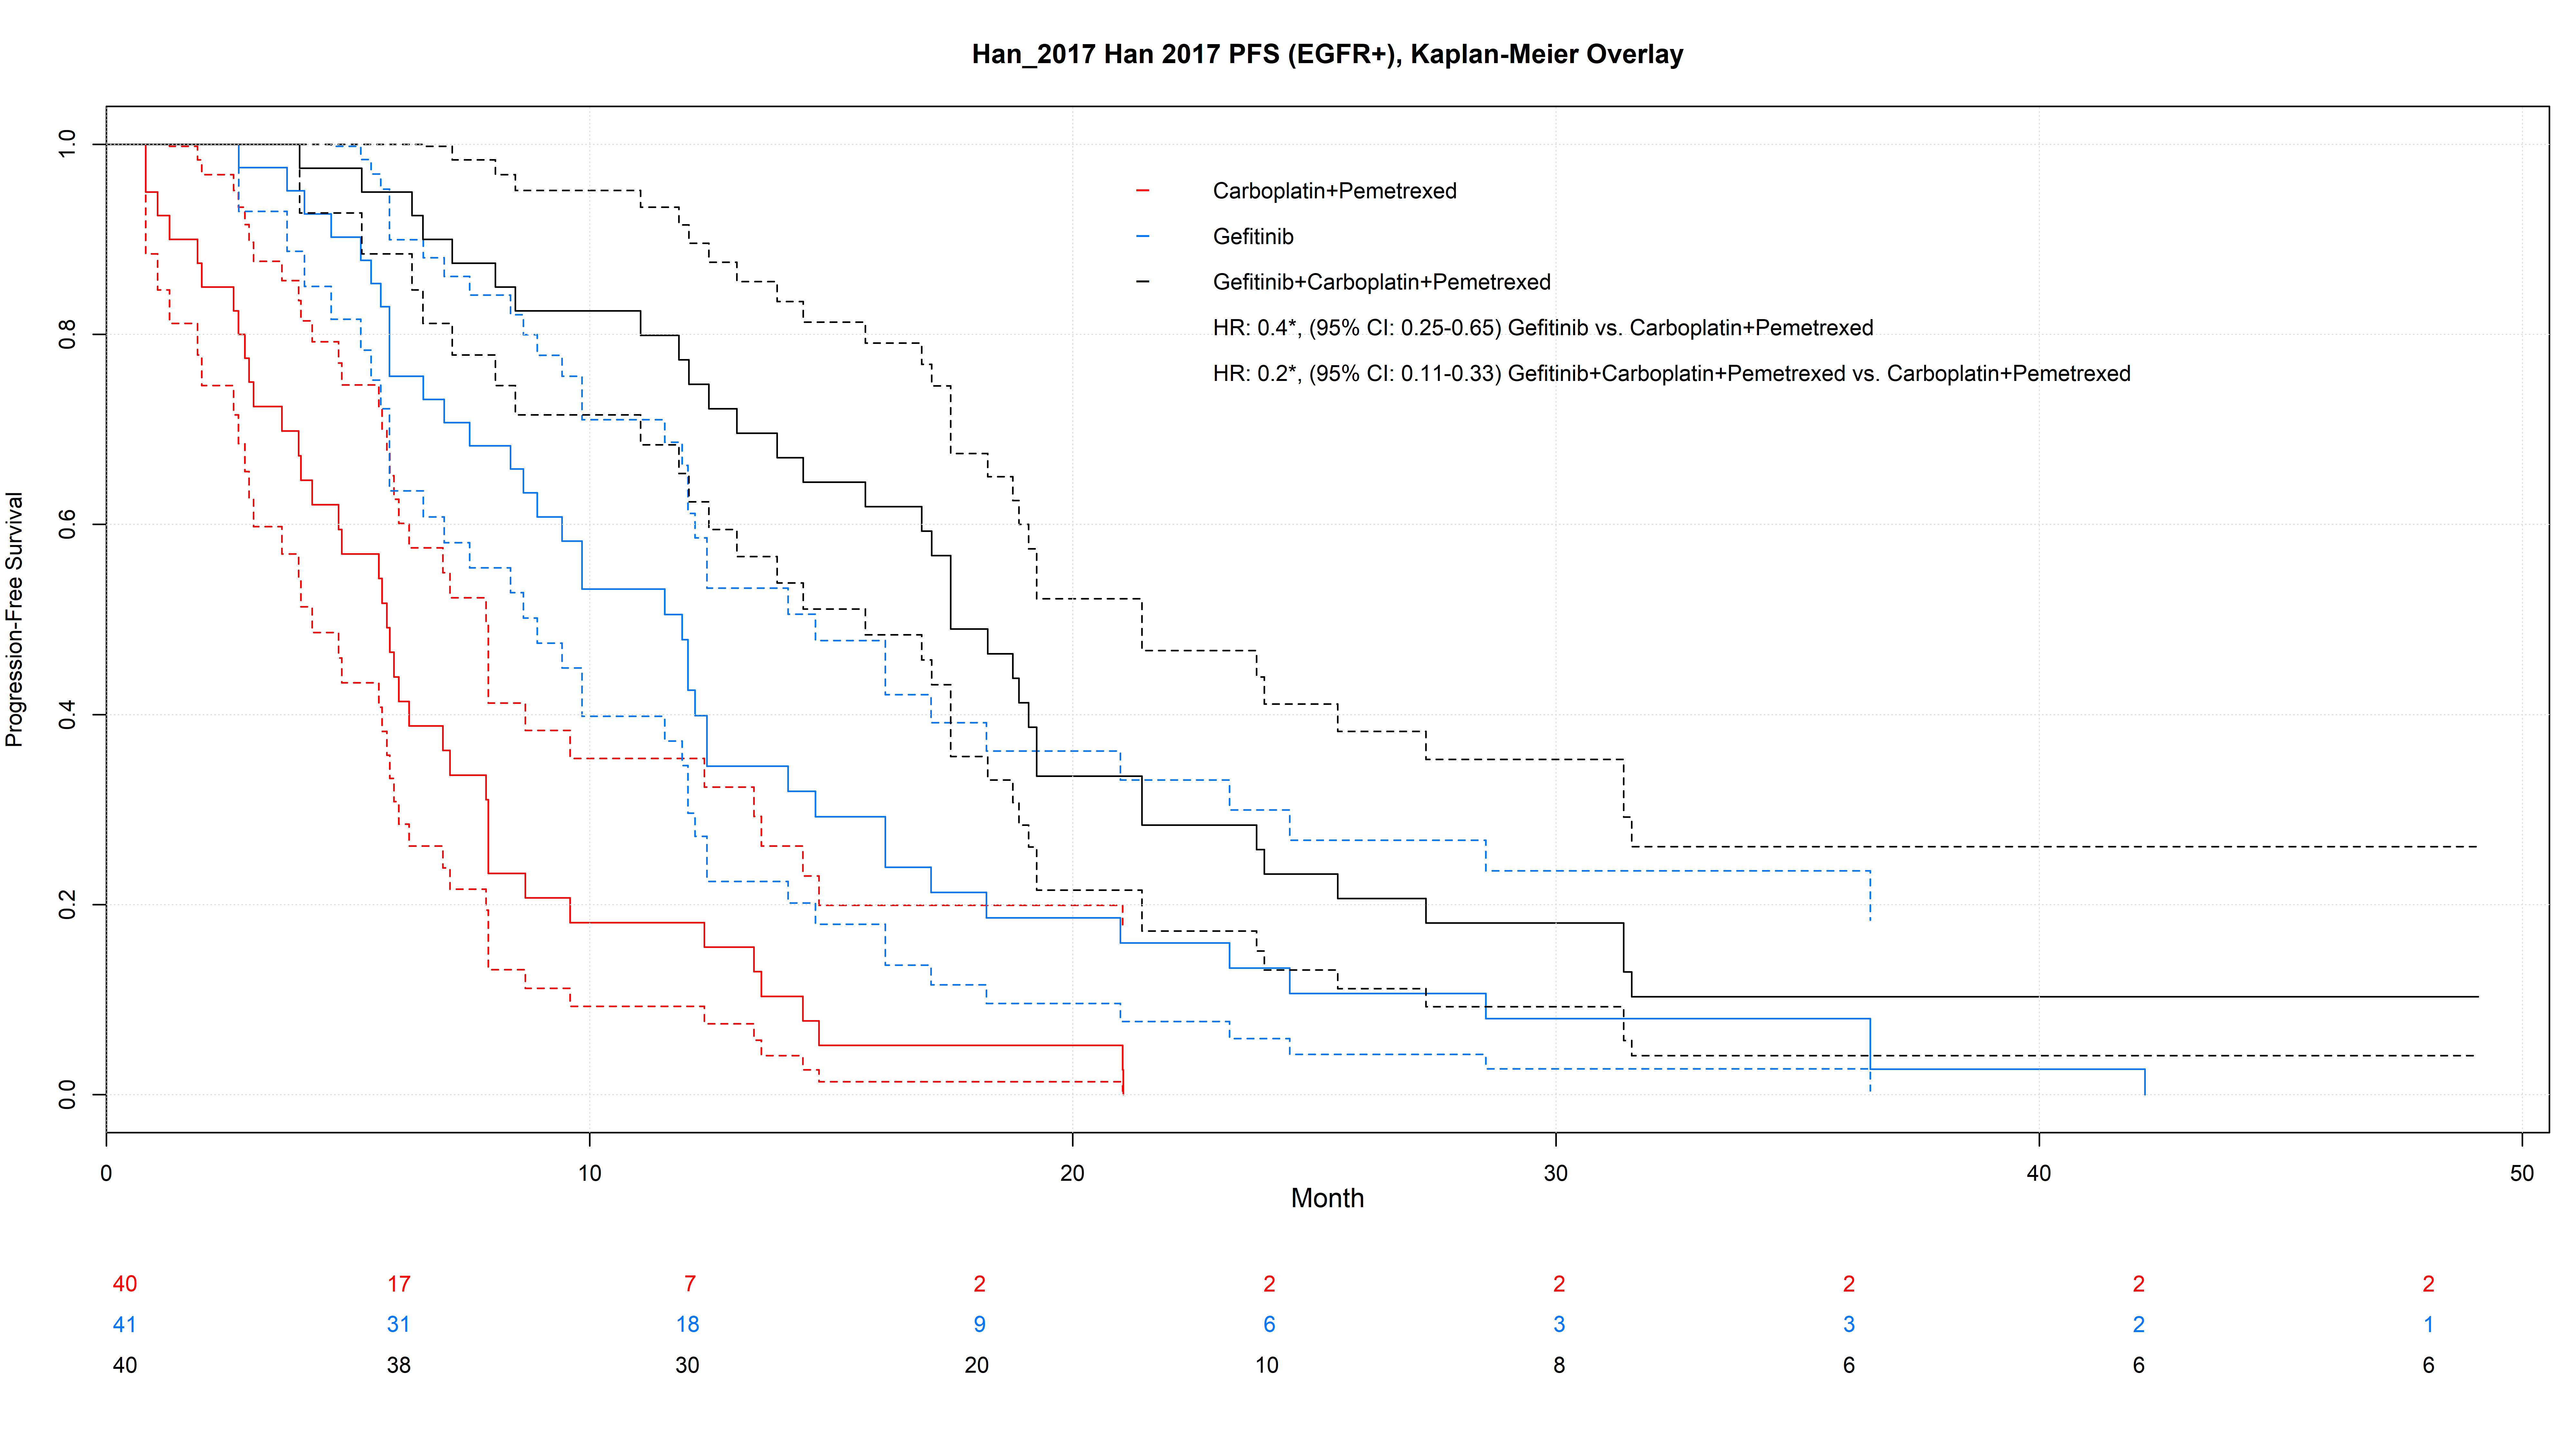 Han_2017 Han 2017 PFS (EGFR+), Kaplan-Meier Overlay
Carboplatin+Pemetrexed
Gefitinib
Gefitinib+Carboplatin+Pemetrexed
HR: 0.4*, (95% CI: 0.25-0.65) Gefitinib vs. Carboplatin+Pemetrexed
HR: 0.2*, (95% CI: 0.11-0.33) Gefitinib+Carboplatin+Pemetrexed vs. Carboplatin+Pemetrexed
Progression-Free Survival
1.0
0.8
0.6
0.4
0.2
0.0
0 10 20 30 40 50
Month
40 17 7 2 2 2 2 2 2
41 31 18 9 6 3 3 2 1
40 38 30 20 10 8 6 6 6